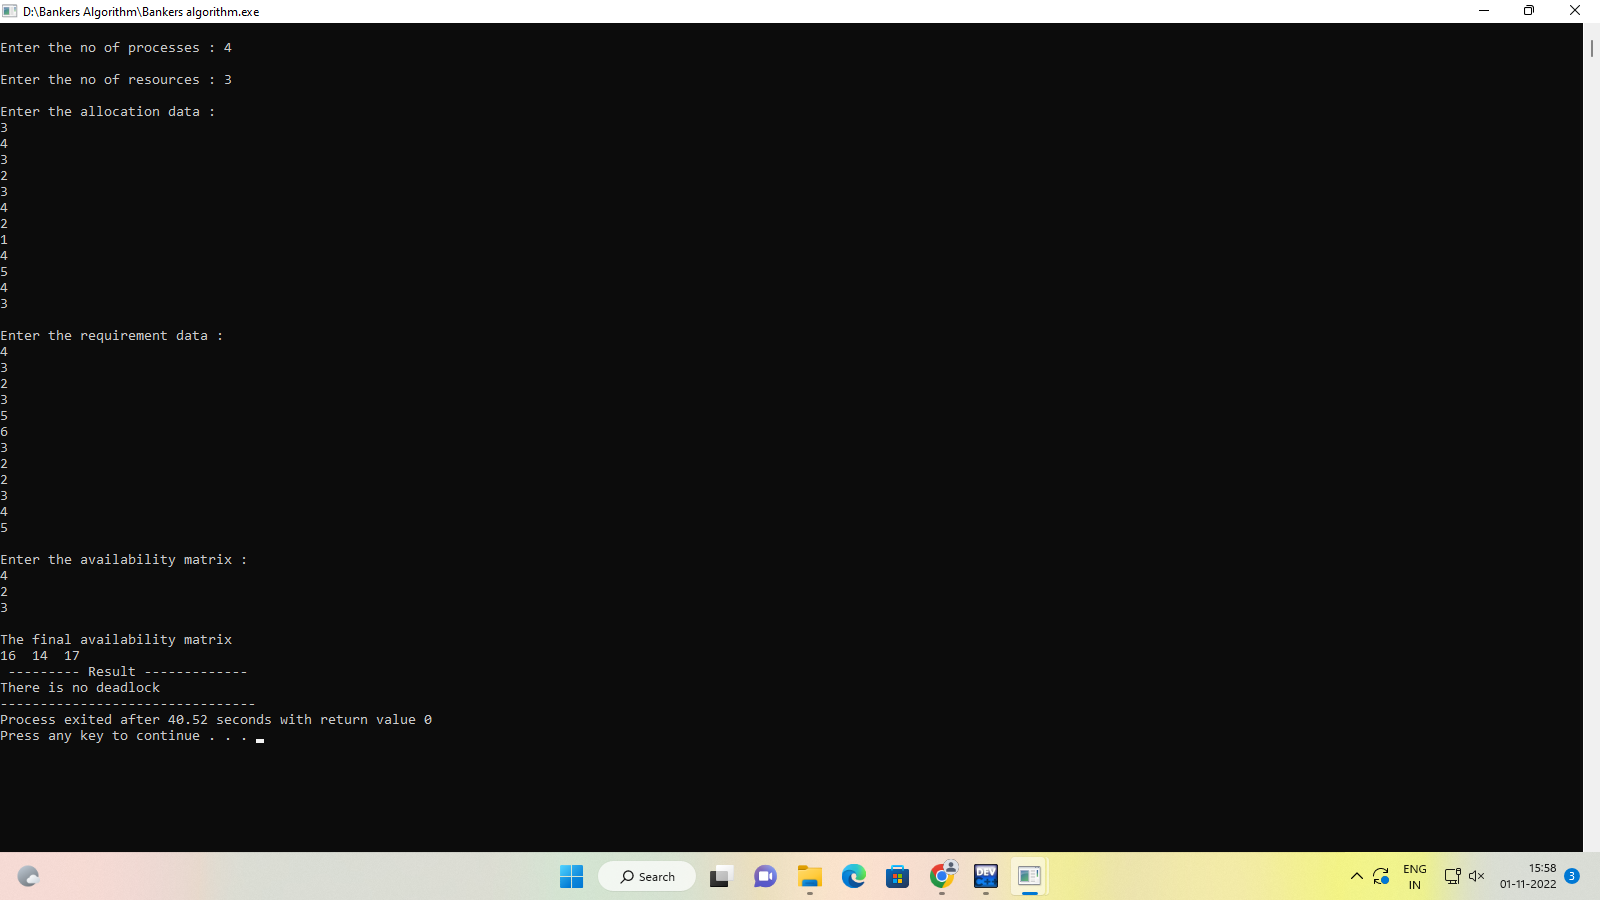 D:\Bankers Algorithm\Bankers algorithm.exe
Enter the no of processes : 4
Enter the no of resources : 3
Enter the allocation data :
3
4
3
2
3
4
2
1
4
5
4
3
Enter the requirement data :
4
3
2
3
5
6
3
2
2
3
4
5
Enter the availability matrix :
4
2
3
The final availability matrix
16  14  17
--------- Result -------------
There is no deadlock
--------------------------------
Process exited after 40.52 seconds with return value 0
Press any key to continue . . .
Search
DEV
ENG
IN
15:58
01-11-2022
3